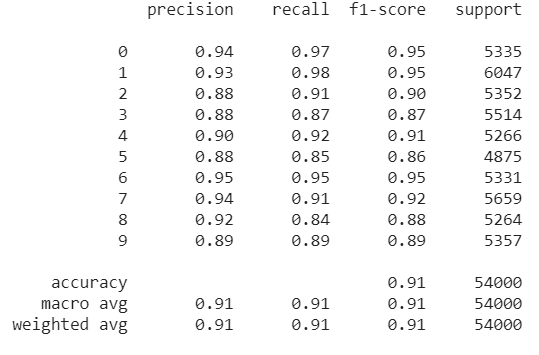 precision recall f1-score support
0 0.94 0.97 0.95 5335
1 0.93 0.98 0.95 6047
2 0.88 0.91 0.90 5352
3 0.88 0.87 0.87 5514
4 0.90 0.92 0.91 5266
5 0.88 0.85 0.86 4875
6 0.95 0.95 0.95 5331
7 0.94 0.91 0.92 5659
8 0.92 0.84 0.88 5264
9 0.89 0.89 0.89 5357
accuracy 0.91 54000
macro avg 0.91 0.91 0.91 54000
weighted avg 0.91 0.91 0.91 54000